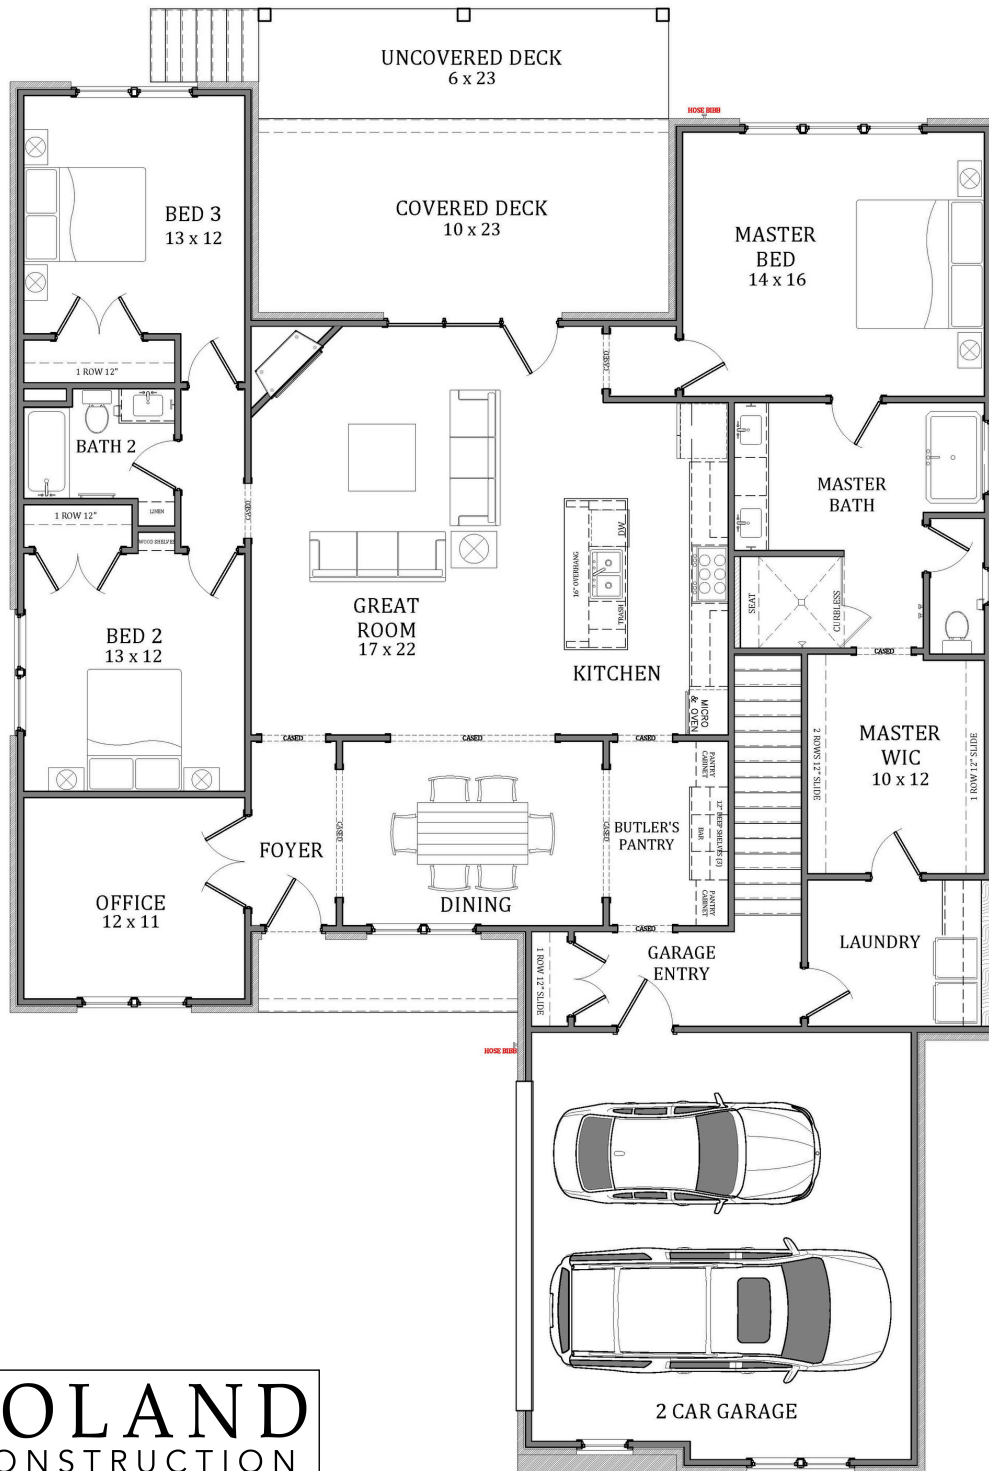 UNCOVERED DECK
6 x 23
HOSE BIBB
COVERED DECK
10 x 23
BED 3
13 x 12
MASTER
BED
14 x 16
1 ROW 12"
CASED
BATH 2
LINEN
1 ROW 12"
WOOD SHELVES
CASED
MASTER
BATH
DW
16" OVERHANG
TRASH
SEAT
CURBLESS
GREAT
ROOM
17 x 22
BED 2
13 x 12
KITCHEN
CASED
MICRO
& OVEN
2 ROWS 12" SLIDE
MASTER
WIC
10 x 12
1 ROW 12" SLIDE
CASED
CASED
CASED
PANTRY
CABINET
CASED
CASED
BUTLER'S
PANTRY
BAR
12" DEEP SHELVES (3)
PANTRY
CABINET
FOYER
DINING
OFFICE
12 x 11
CASED
1 ROW 12" SLIDE
GARAGE
ENTRY
LAUNDRY
HOSE BIBB
2 CAR GARAGE
OLAND
ONSTRUCTION